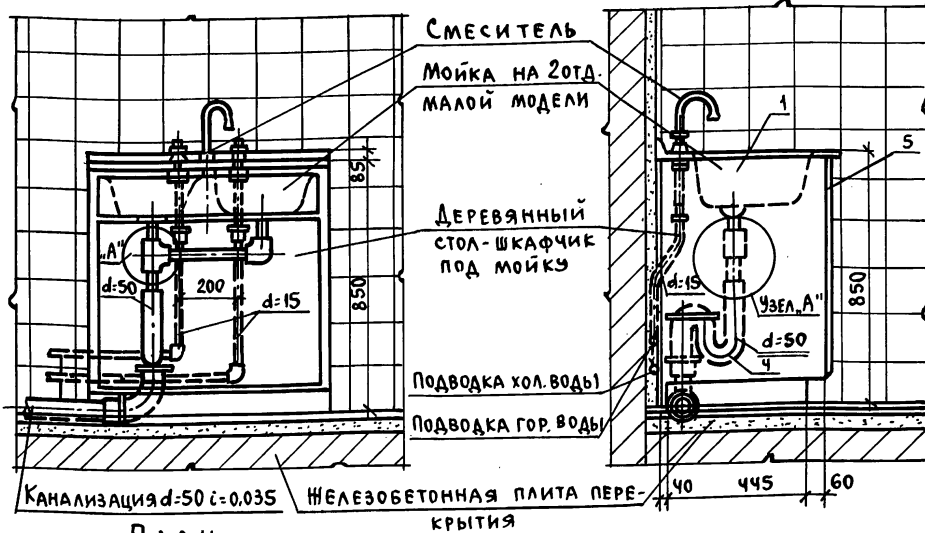 Смеситель
Мойка на 2 отд.
малой модели
1
5
85
Деревянный
стол-шкафчик
под мойку
„А"
d=50
200
d=15
850
d=15
Узел „А"
850
d=50
4
Подводка хол. воды
Подводка гор. воды
Канализация d=50 i=0,035
Железобетонная плита пере-
крытия
40
445
60